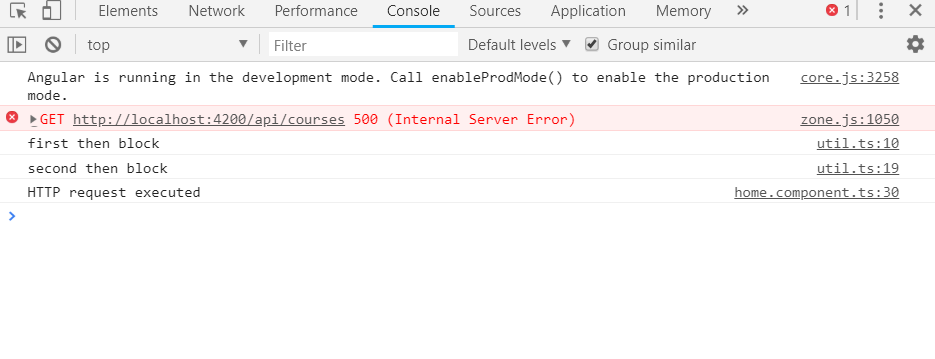 Elements Network Performance Console Sources Application Memory » 1
top Filter Default levels Group similar
Angular is running in the development mode. Call enableProdMode() to enable the production core.js:3258
mode.
GET http://localhost:4200/api/courses 500 (Internal Server Error) zone.js:1050
first then block util.ts:10
second then block util.ts:19
HTTP request executed home.component.ts:30
>